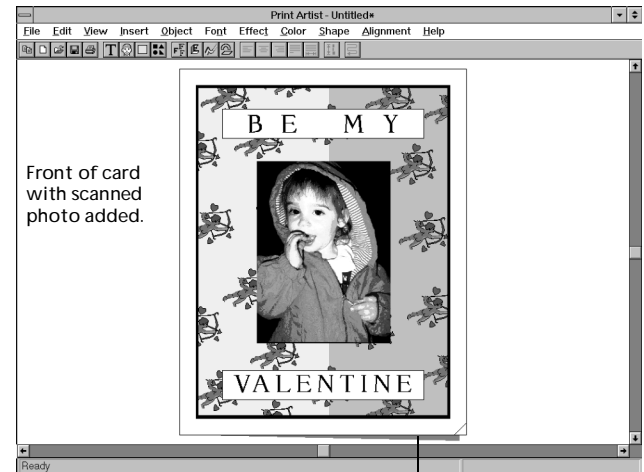 Print Artist - Untitled*
File Edit View Insert Object Font Effect Color Shape Alignment Help
BE MY
Front of card
with scanned
photo added.
VALENTINE
Ready